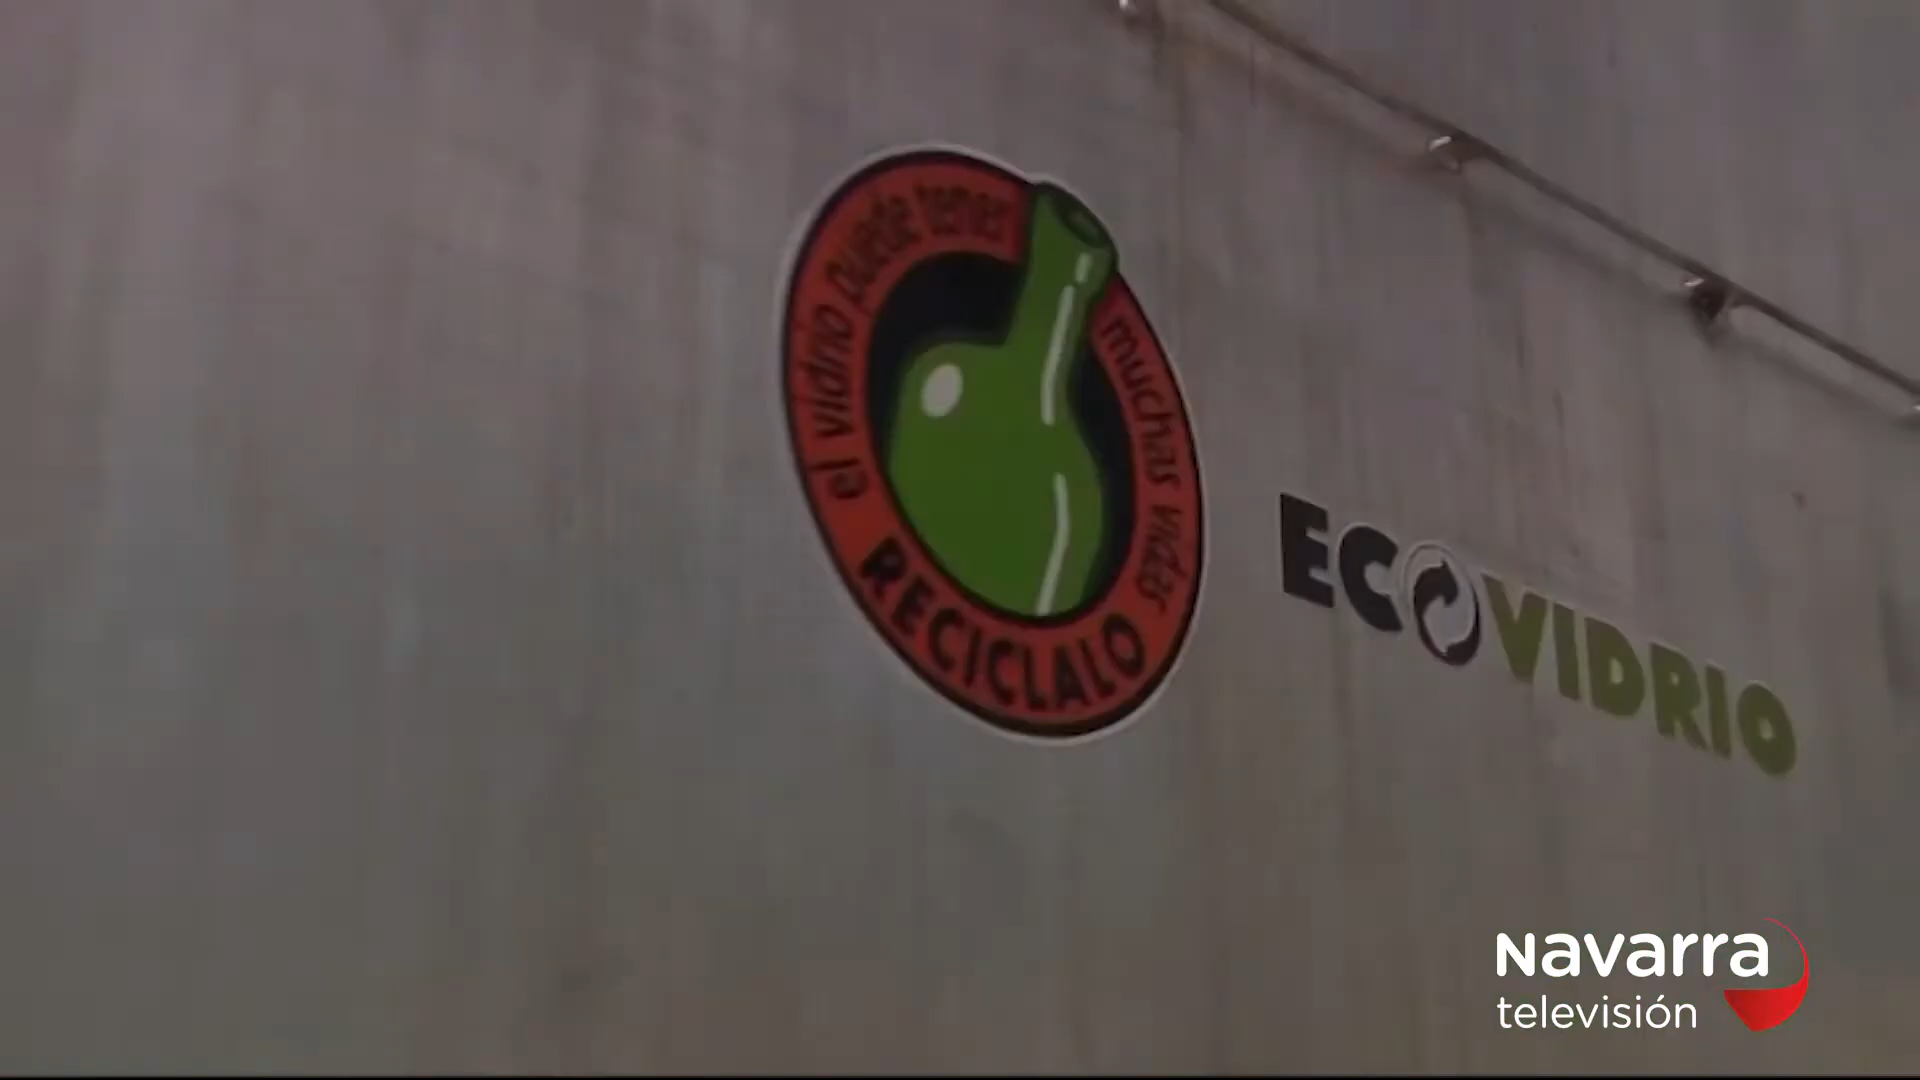 el vidrio puede tener muchas vidas
RECICLALO
ECOVIDRIO
Navarra
televisión